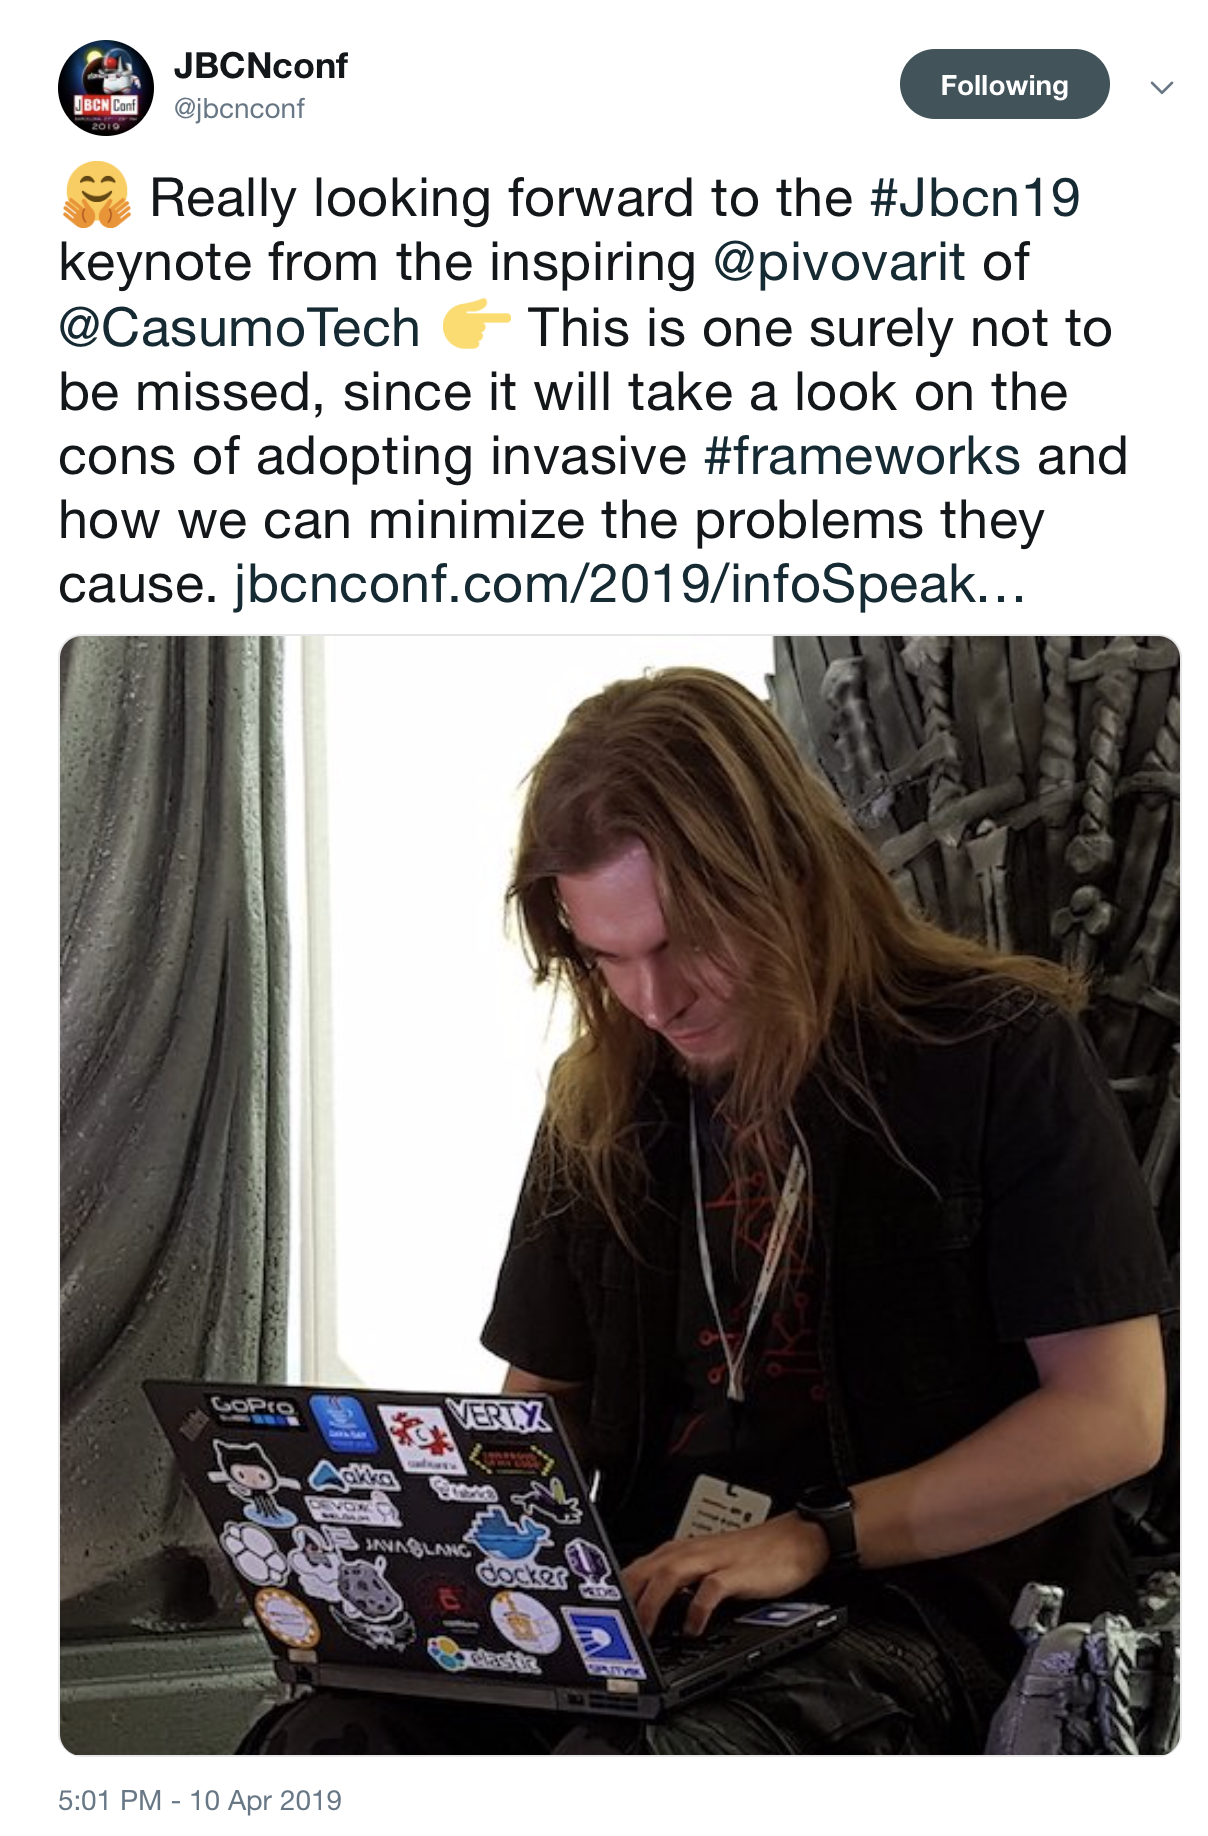 JBCNconf
@jbcnconf
JBCN Conf
2019
Following
🤗 Really looking forward to the #Jbcn19
keynote from the inspiring @pivovarit of
@CasumoTech 👉 This is one surely not to
be missed, since it will take a look on the
cons of adopting invasive #frameworks and
how we can minimize the problems they
cause. jbcnconf.com/2019/infoSpeak…
GoPro
VERT.X
akka
DEVOXX
JAVASLANG
docker
elastic
5:01 PM - 10 Apr 2019